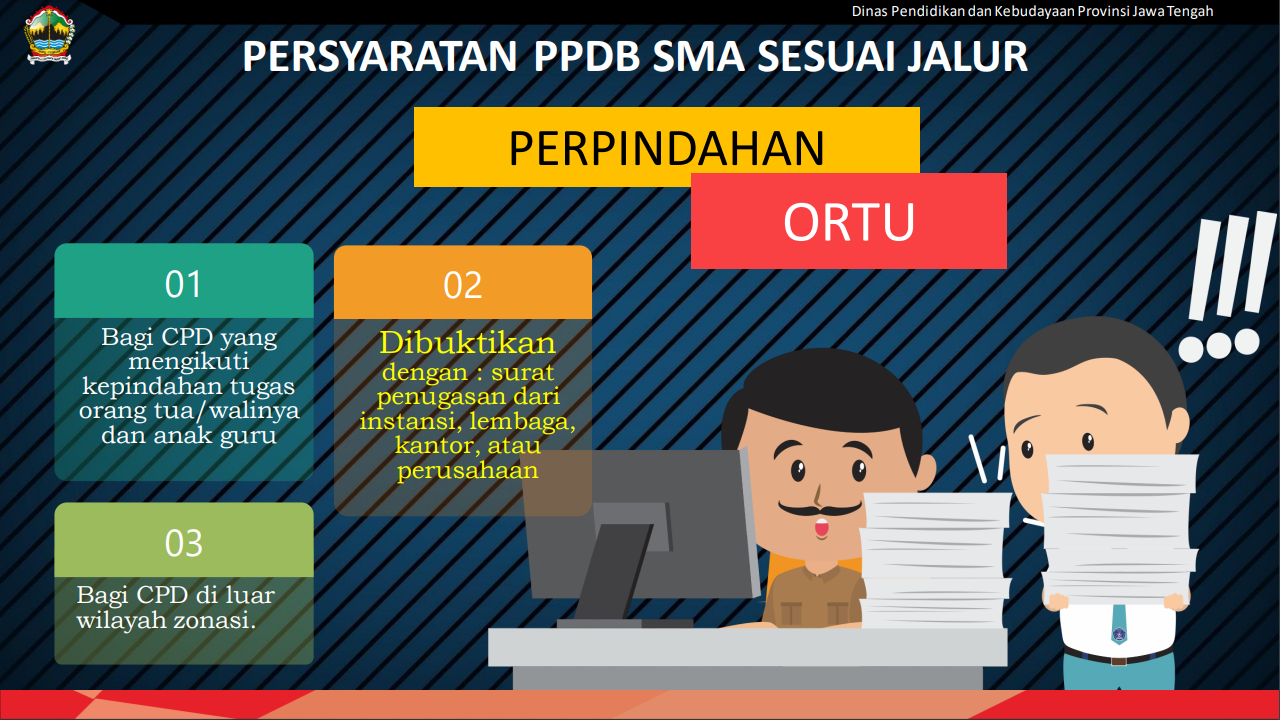 Dinas Pendidikan dan Kebudayaan Provinsi Jawa Tengah
PERSYARATAN PPDB SMA SESUAI JALUR
PERPINDAHAN
ORTU
01
Bagi CPD yang
mengikuti
kepindahan tugas
orang tua/walinya
dan anak guru
02
Dibuktikan
dengan : surat
penugasan dari
instansi, lembaga,
kantor, atau
perusahaan
03
Bagi CPD di luar
wilayah zonasi.
!!!